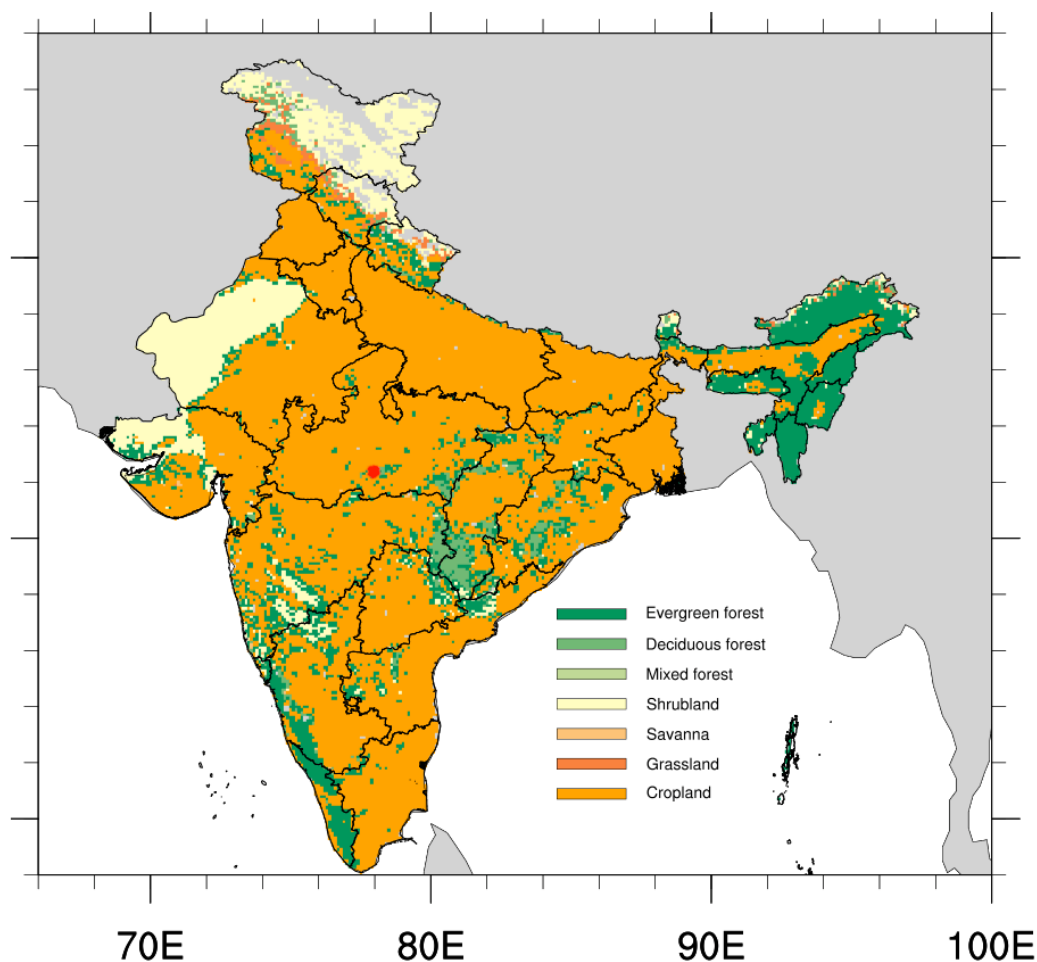 Evergreen forest
Deciduous forest
Mixed forest
Shrubland
Savanna
Grassland
Cropland
70E 80E 90E 100E